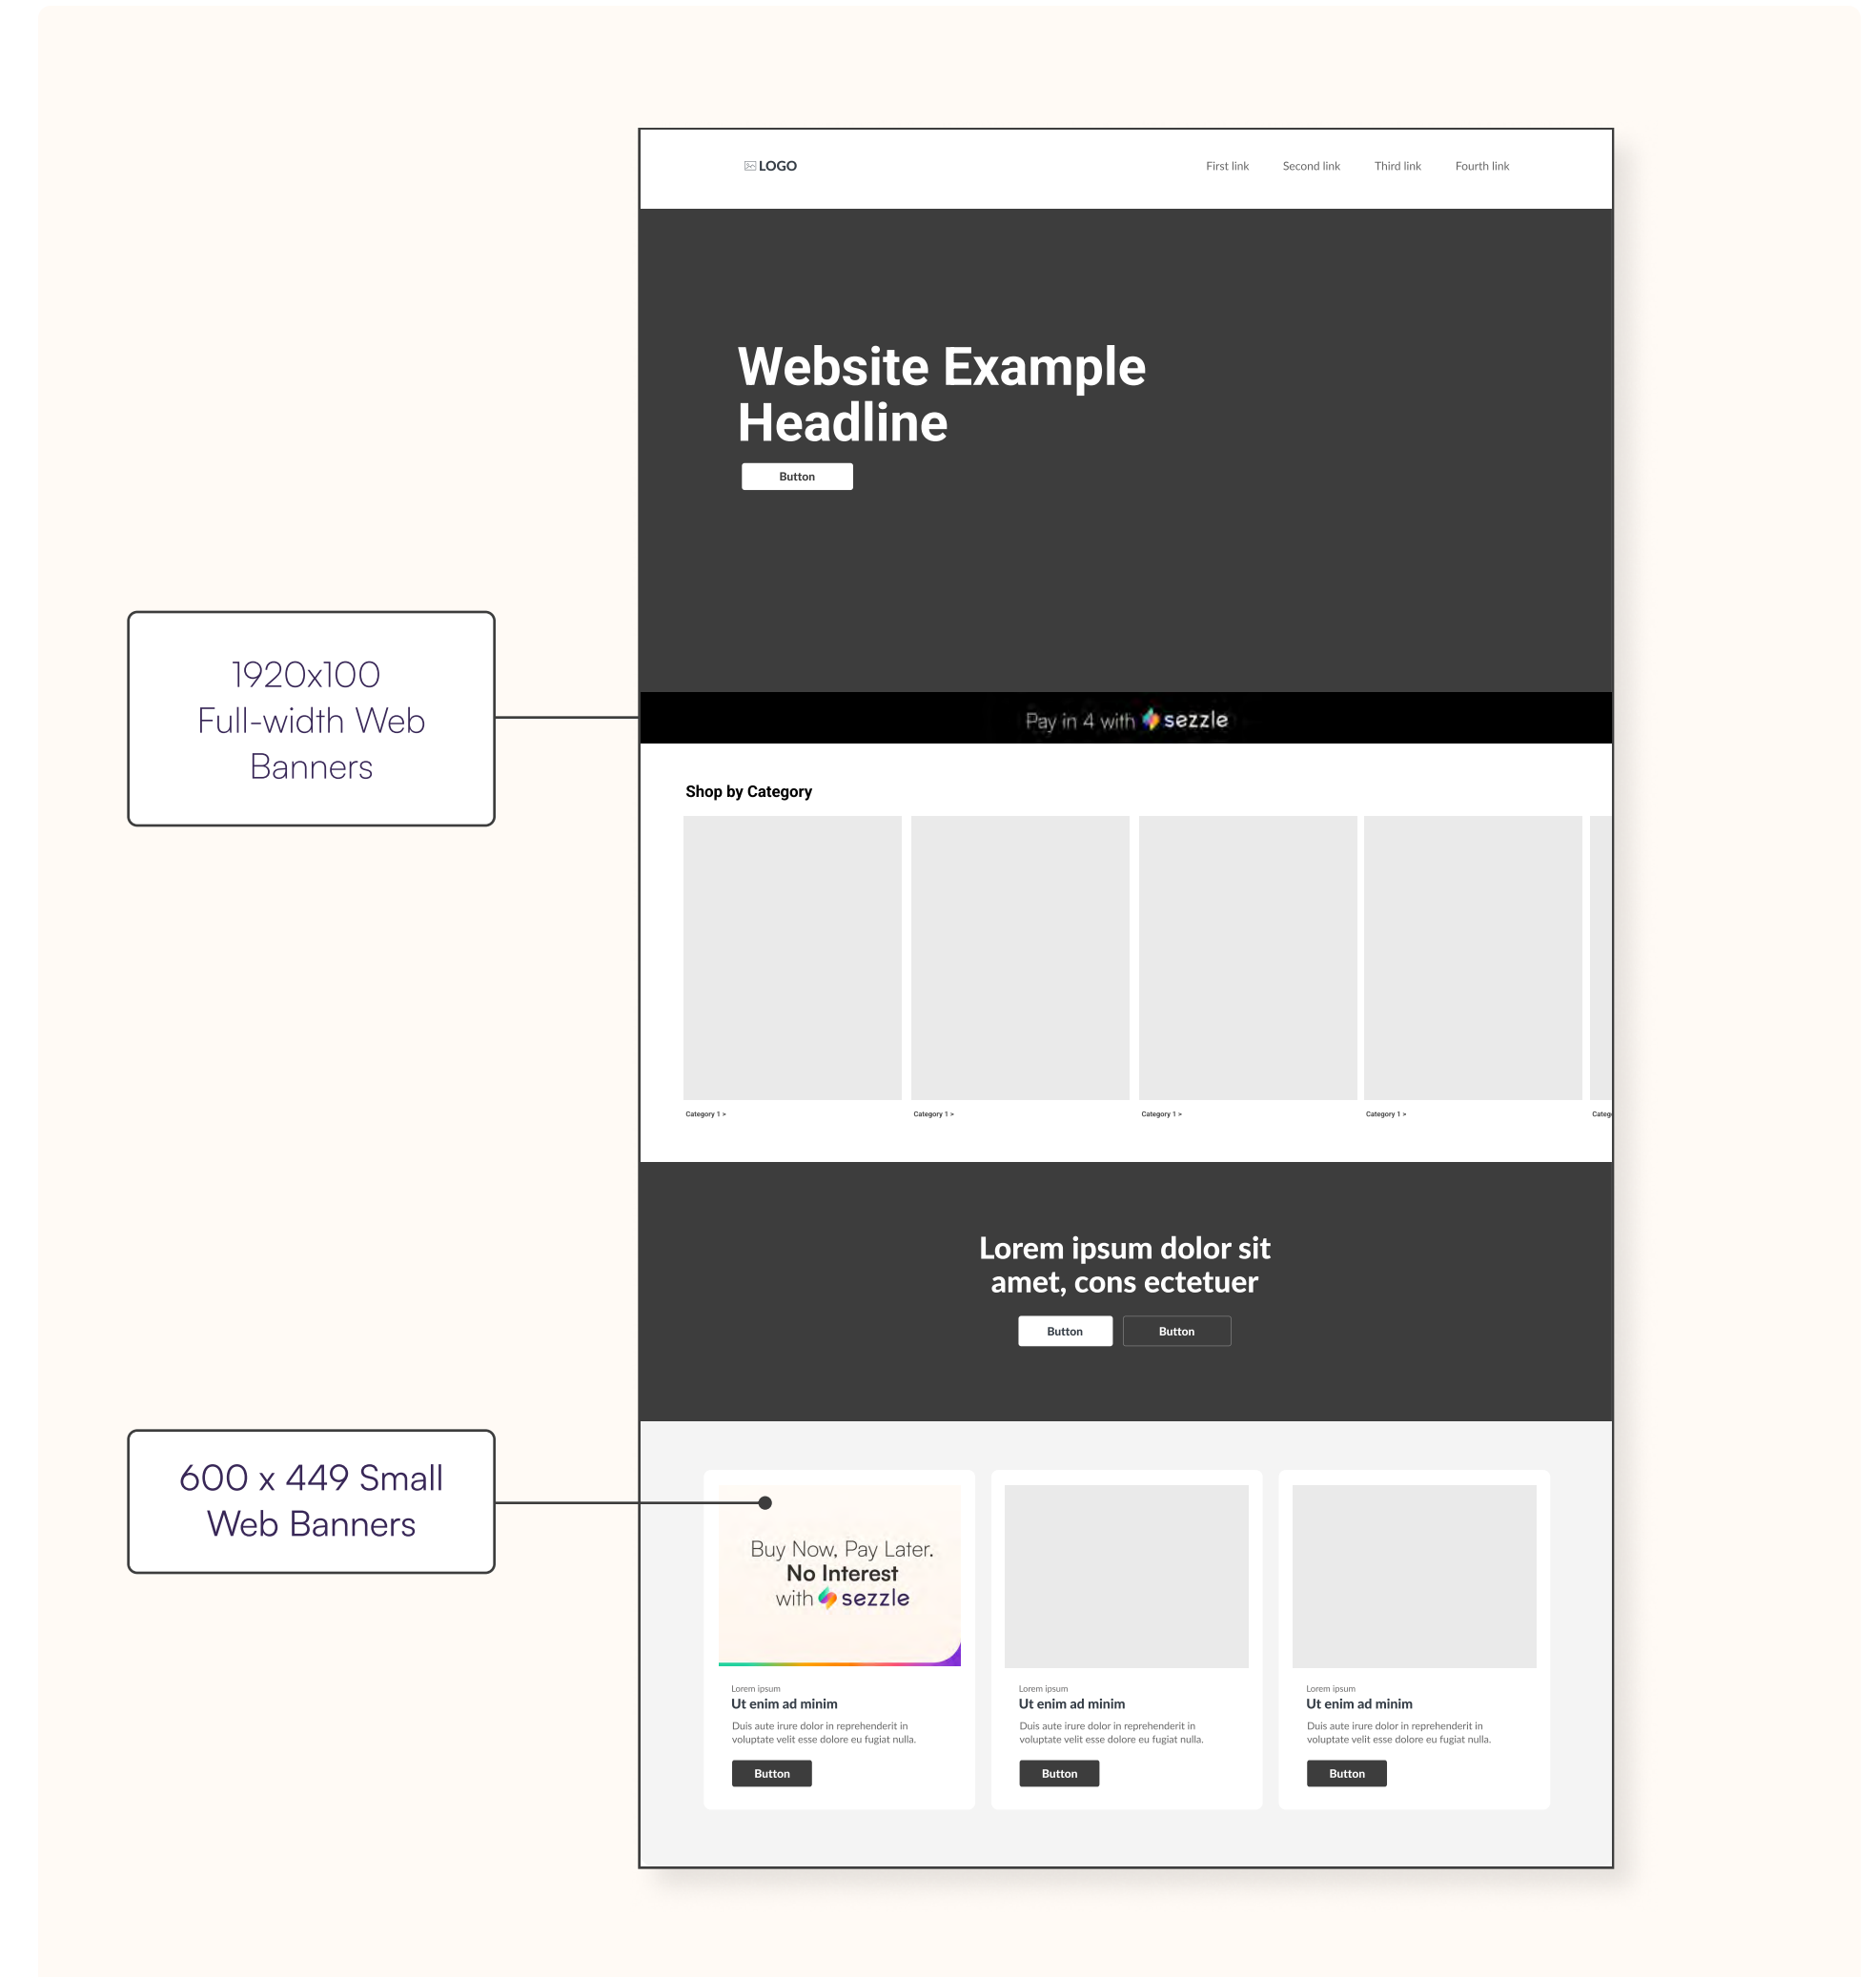 LOGO
First link
Second link
Third link
Fourth link
Website Example
Headline
Button
1920x100
Full-width Web
Banners
Pay in 4 with sezzle
Shop by Category
Category 1 >
Category 1 >
Category 1 >
Category 1 >
Categ
Lorem ipsum dolor sit
amet, cons ectetuer
Button
Button
600 x 449 Small
Web Banners
Buy Now, Pay Later.
No Interest
with sezzle
Lorem ipsum
Ut enim ad minim
Duis aute irure dolor in reprehenderit in
voluptate velit esse dolore eu fugiat nulla.
Button
Lorem ipsum
Ut enim ad minim
Duis aute irure dolor in reprehenderit in
voluptate velit esse dolore eu fugiat nulla.
Button
Lorem ipsum
Ut enim ad minim
Duis aute irure dolor in reprehenderit in
voluptate velit esse dolore eu fugiat nulla.
Button